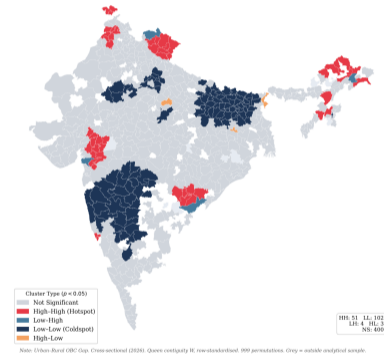 Cluster Type (p < 0.05)
Not Significant
High–High (Hotspot)
Low–High
Low–Low (Coldspot)
High–Low
HH: 51 LL: 102
LH: 4 HL: 3
NS: 400
Note: Urban-Rural OBC Gap. Cross-sectional (2026). Queen contiguity W, row-standardised. 999 permutations. Grey = outside analytical sample.